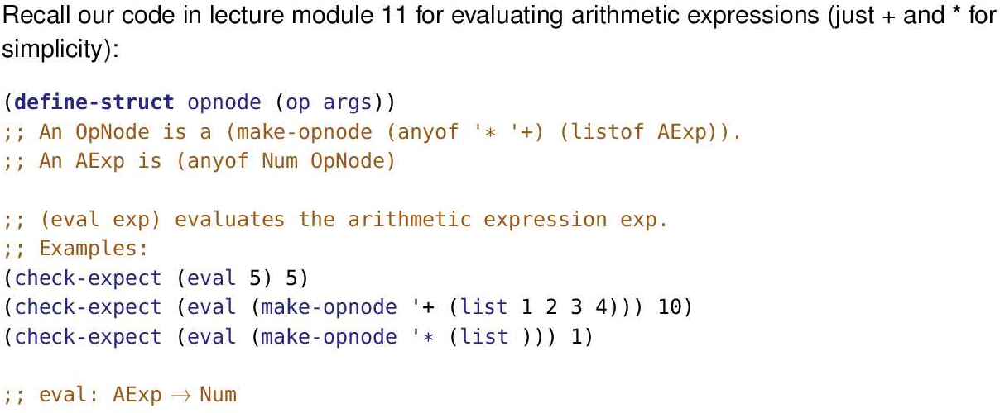 Recall our code in lecture module 11 for evaluating arithmetic expressions (just + and * for
simplicity):
(define-struct opnode (op args))
;; An OpNode is a (make-opnode (anyof '* '+) (listof AExp)).
;; An AExp is (anyof Num OpNode)
;; (eval exp) evaluates the arithmetic expression exp.
;; Examples:
(check-expect (eval 5) 5)
(check-expect (eval (make-opnode '+ (list 1 2 3 4))) 10)
(check-expect (eval (make-opnode '* (list ))) 1)
;; eval: AExp → Num